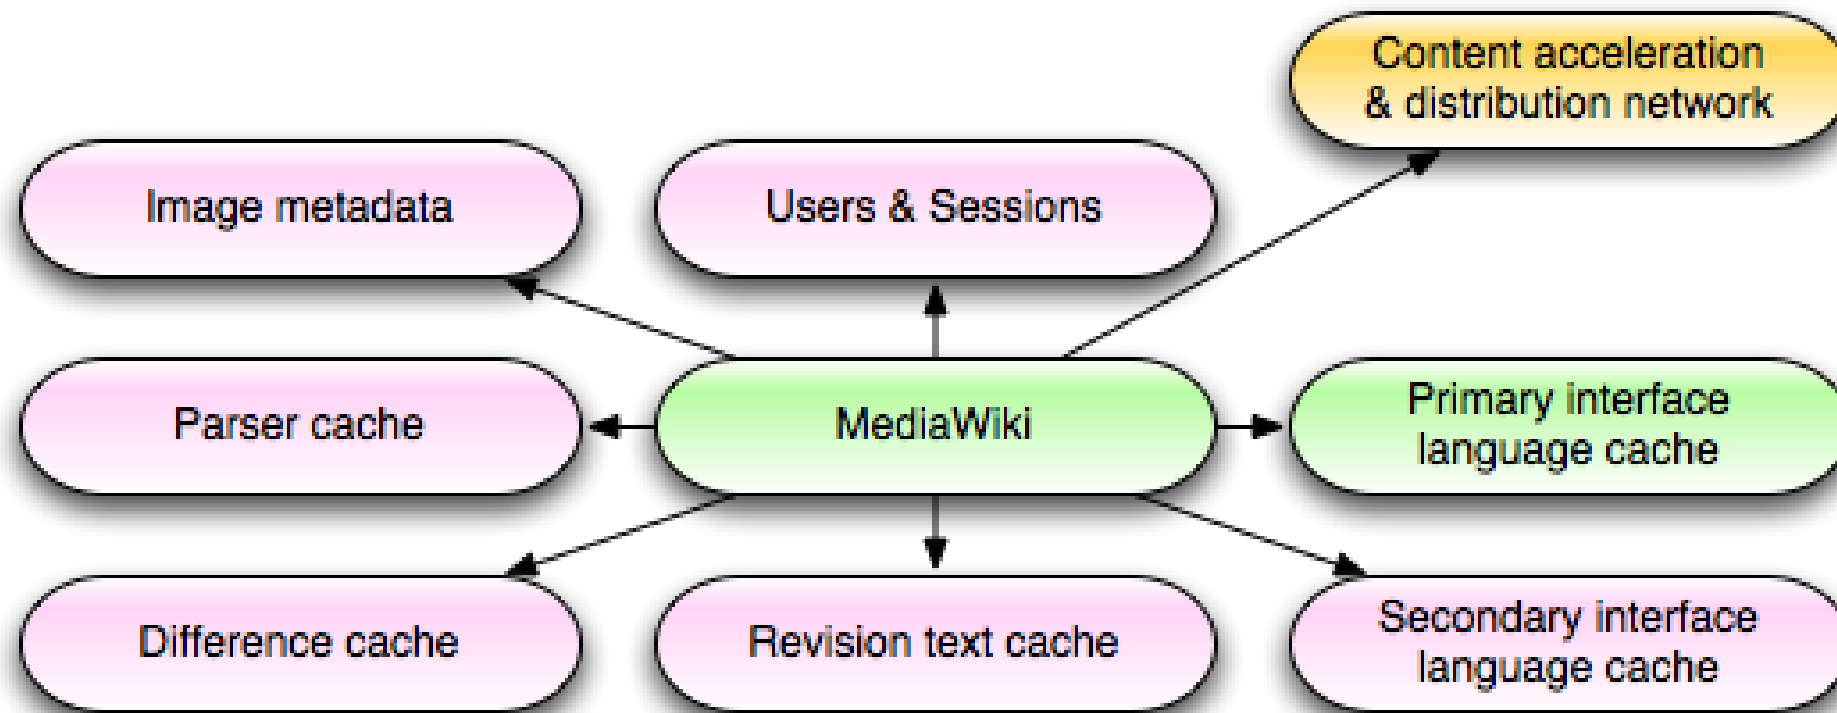 Content acceleration
& distribution network
Image metadata
Users & Sessions
Parser cache
MediaWiki
Primary interface
language cache
Difference cache
Revision text cache
Secondary interface
language cache